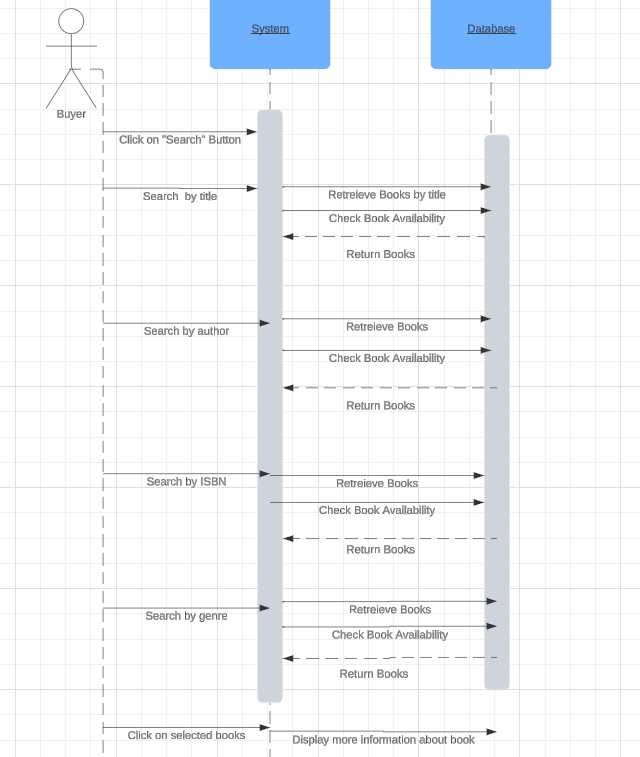 System
Database
Buyer
Click on "Search" Button
Search by title
Retreieve Books by title
Check Book Availability
Return Books
Search by author
Retreieve Books
Check Book Availability
Return Books
Search by ISBN
Retreieve Books
Check Book Availability
Return Books
Search by genre
Retreieve Books
Check Book Availability
Return Books
Click on selected books
Display more information about book